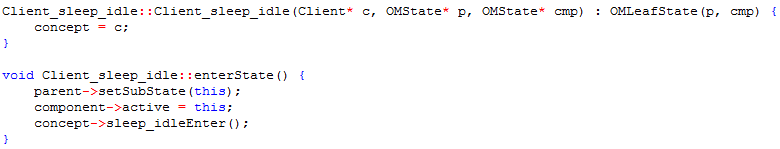 Client_sleep_idle::Client_sleep_idle(Client* c, OMState* p, OMState* cmp) : OMLeafState(p, cmp) {
    concept = c;
}

void Client_sleep_idle::enterState() {
    parent->setSubState(this);
    component->active = this;
    concept->sleep_idleEnter();
}